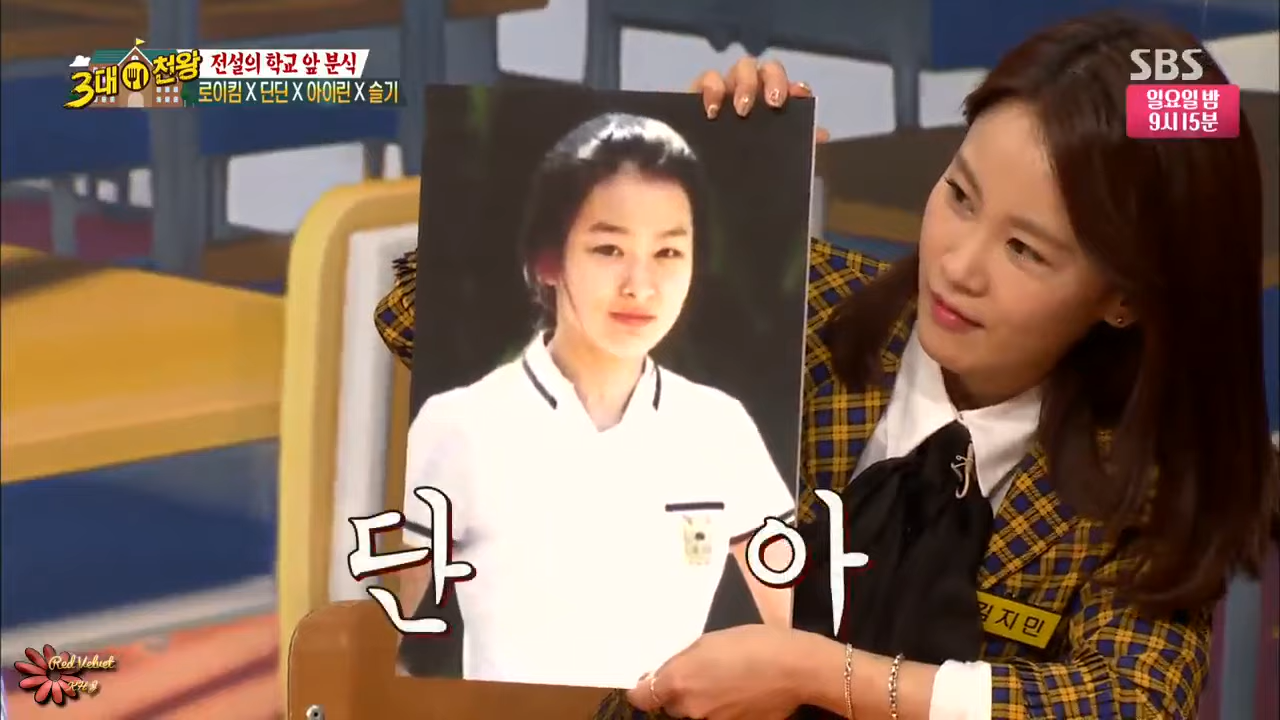 3대천왕
전설의 학교 앞 분식
로이킴 X 딘딘 X 아이린 X 슬기
SBS
일요일 밤
9시 15분
단 아
김지민
Red Velvet